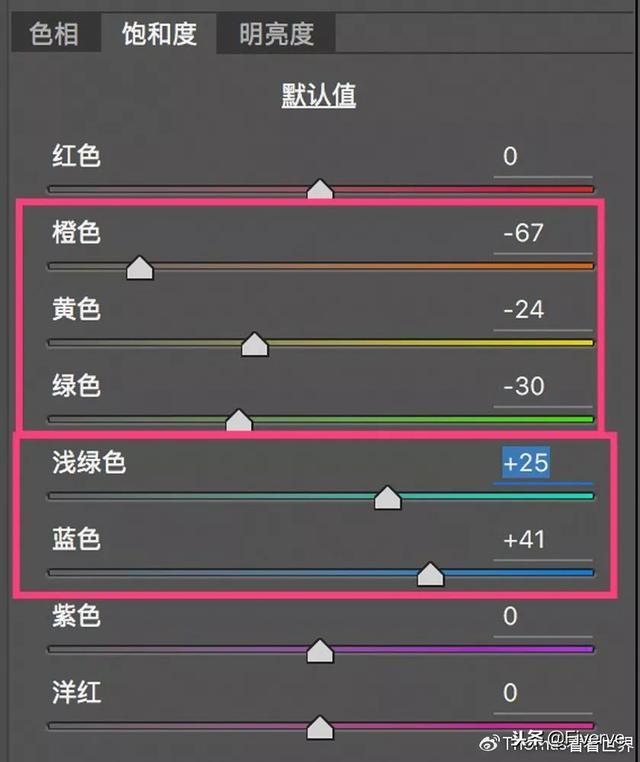 色相 饱和度 明亮度
默认值
红色 0
橙色 -67
黄色 -24
绿色 -30
浅绿色 +25
蓝色 +41
紫色 0
洋红 0
头条 @Fiverve
Thomas看看世界